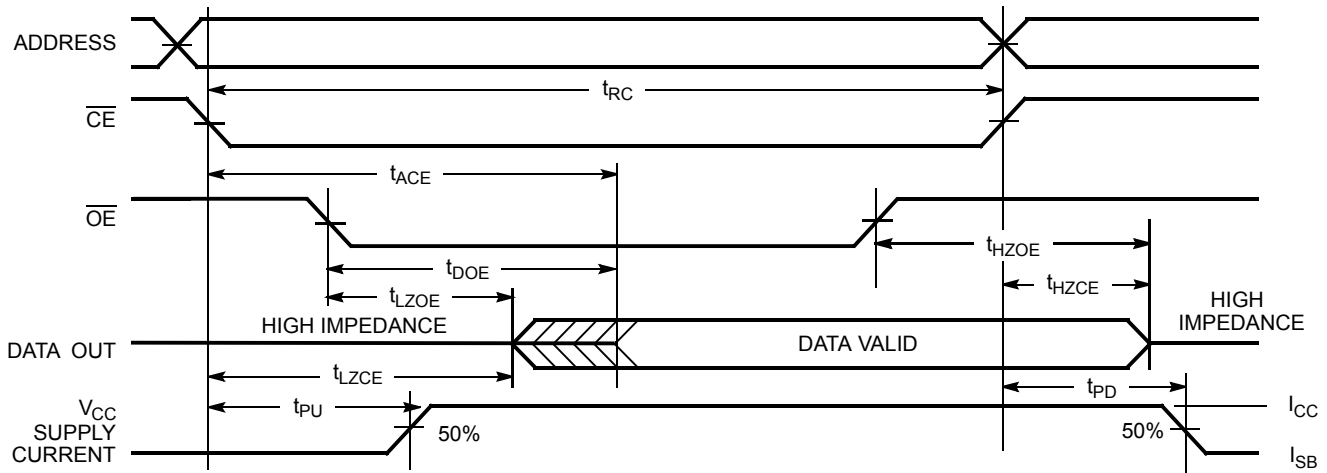 ADDRESS
tRC
CE
tACE
OE
tHZOE
tDOE
tHZCE
tLZOE
HIGH IMPEDANCE
HIGH
IMPEDANCE
DATA OUT
DATA VALID
tLZCE
tPD
VCC
SUPPLY
CURRENT
tPU
50%
50%
ICC
ISB